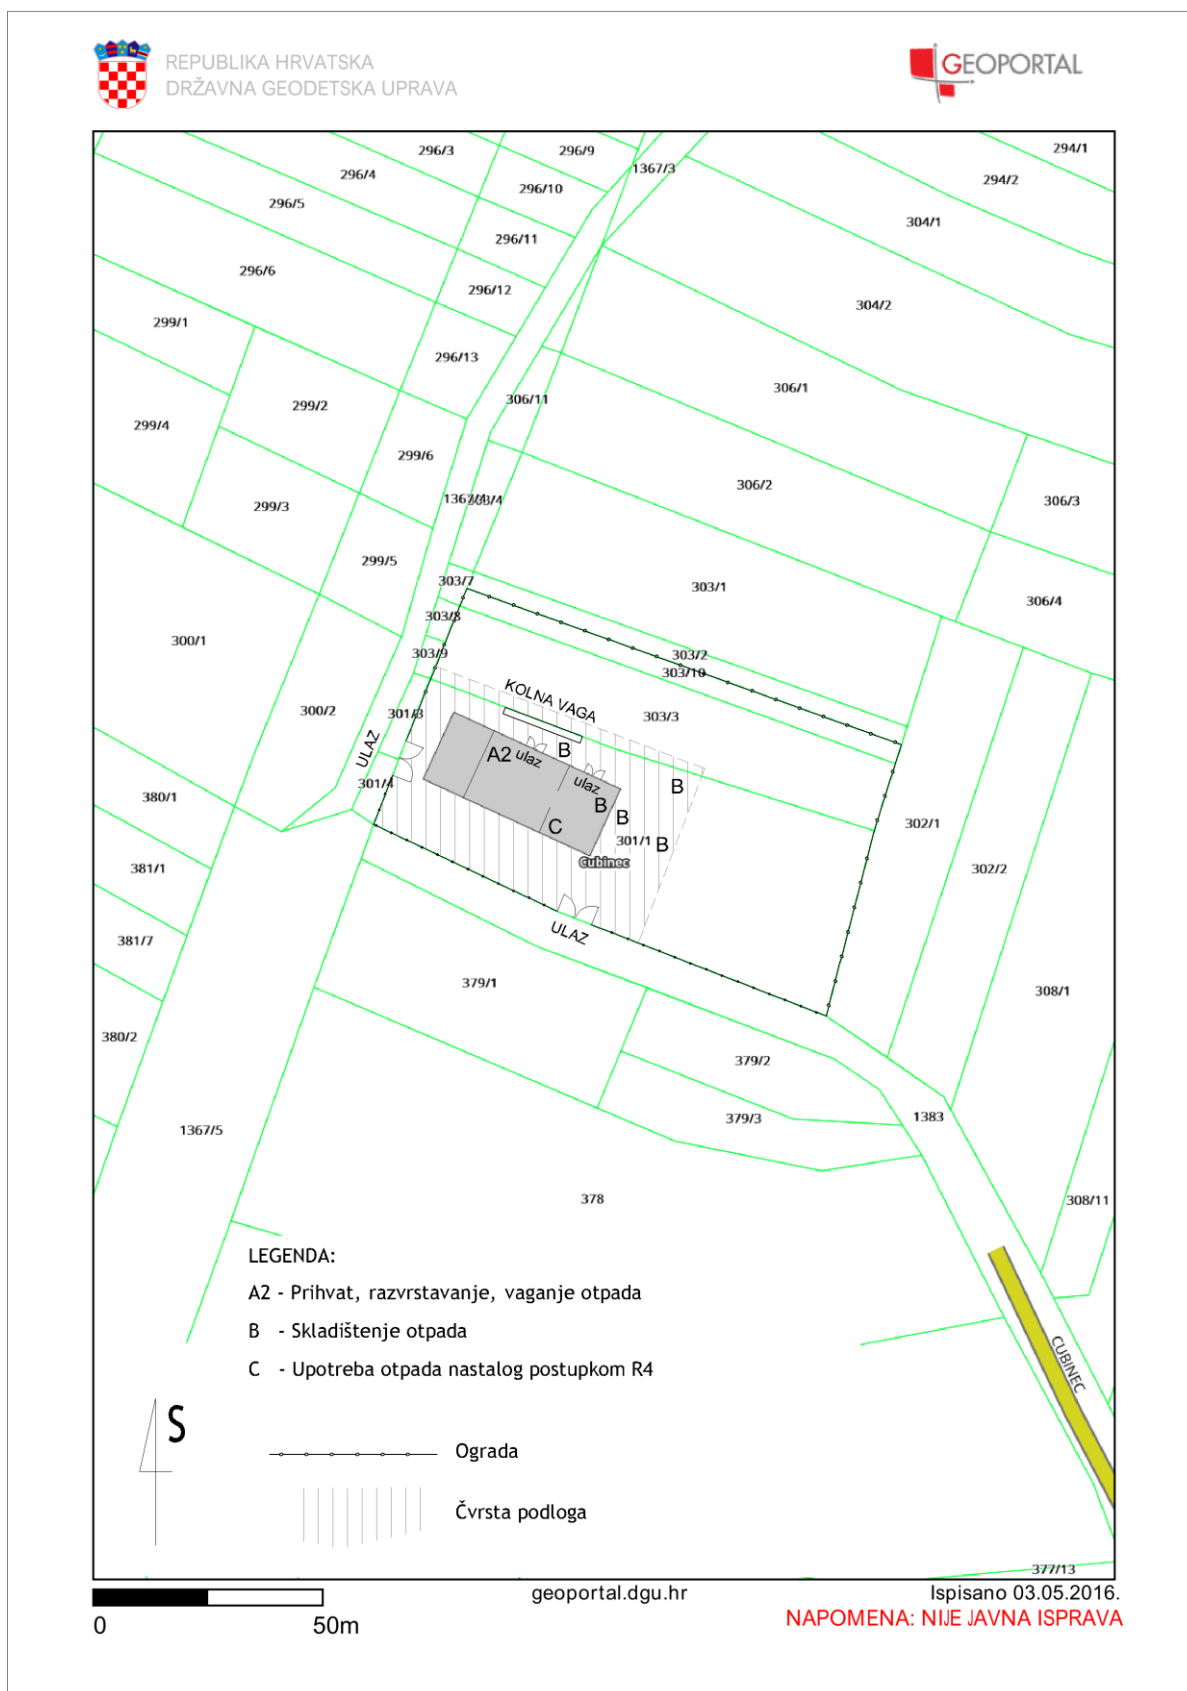 REPUBLIKA HRVATSKA
DRŽAVNA GEODETSKA UPRAVA
GEOPORTAL
296/3
296/9
294/1
1367/3
296/4
296/10
294/2
296/5
304/1
296/11
296/6
296/12
304/2
299/1
296/13
306/1
306/11
299/2
299/4
299/6
306/2
1367/4
303/4
306/3
299/3
299/5
303/7
303/1
306/4
303/8
300/1
303/9
303/2
303/10
KOLNA VAGA
300/2
301/3
303/3
ULAZ
A2
ulaz
B
301/4
ulaz
B
380/1
B
B
302/1
C
301/1
B
Cubinec
381/1
302/2
ULAZ
381/7
379/1
308/1
380/2
379/2
1383
379/3
1367/5
378
308/11
LEGENDA:
A2 - Prihvat, razvrstavanje, vaganje otpada
B - Skladištenje otpada
C - Upotreba otpada nastalog postupkom R4
CUBINEC
S
Ograda
Čvrsta podloga
377/13
0
50m
geoportal.dgu.hr
Ispisano 03.05.2016.
NAPOMENA: NIJE JAVNA ISPRAVA